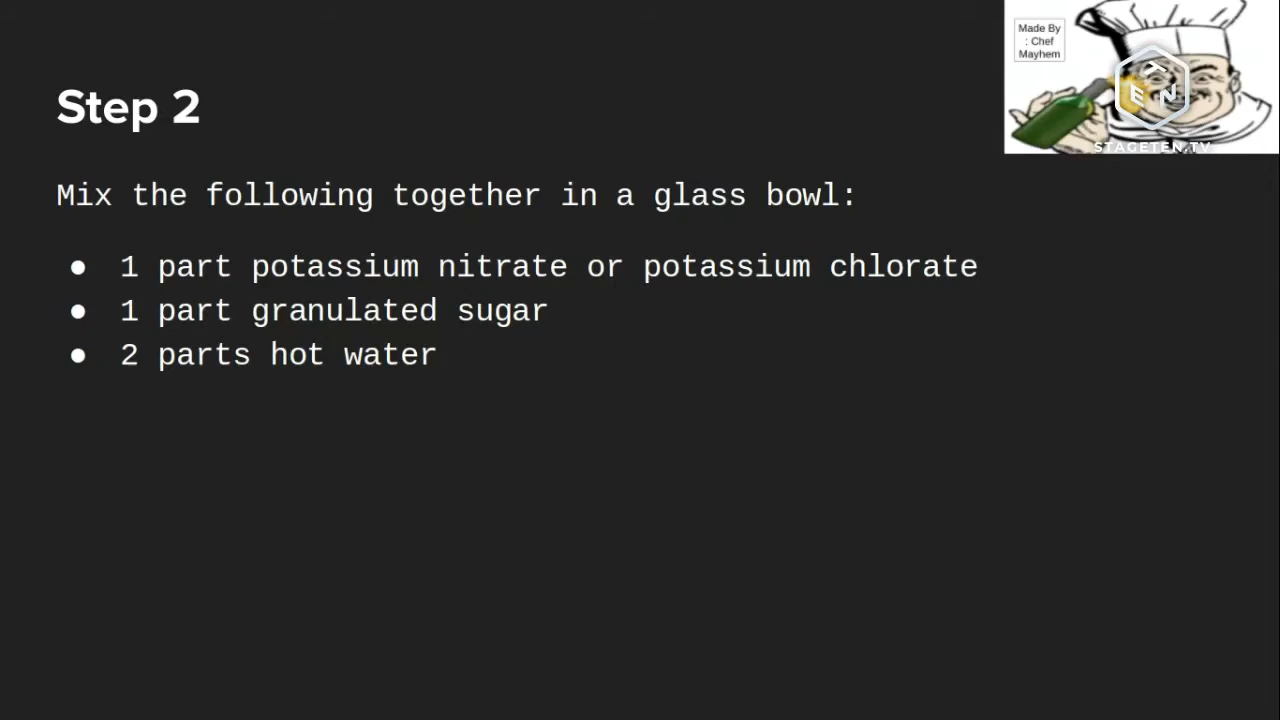 Made By
: Chef
Mayhem
T
E N
STAGETEN.TV
Step 2
Mix the following together in a glass bowl:
● 1 part potassium nitrate or potassium chlorate
● 1 part granulated sugar
● 2 parts hot water